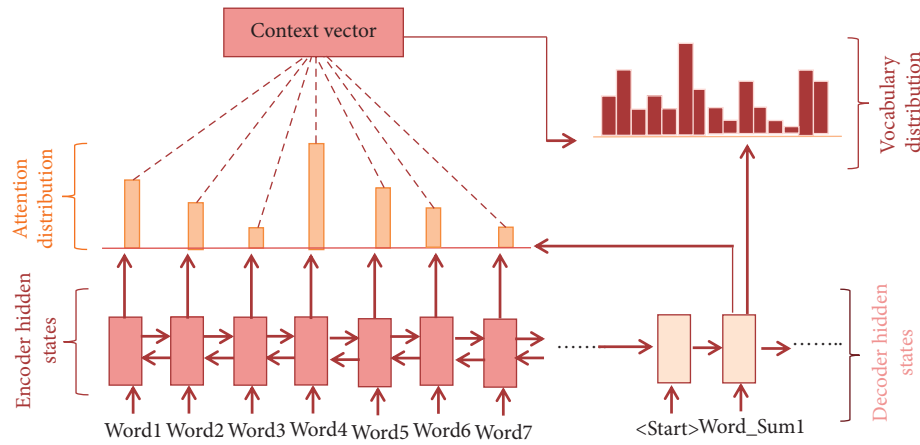 Context vector
Vocabulary
distribution
Attention
distribution
Encoder hidden
states
Decoder hidden
states
Word1 Word2 Word3 Word4 Word5 Word6 Word7 <Start> Word_Sum1